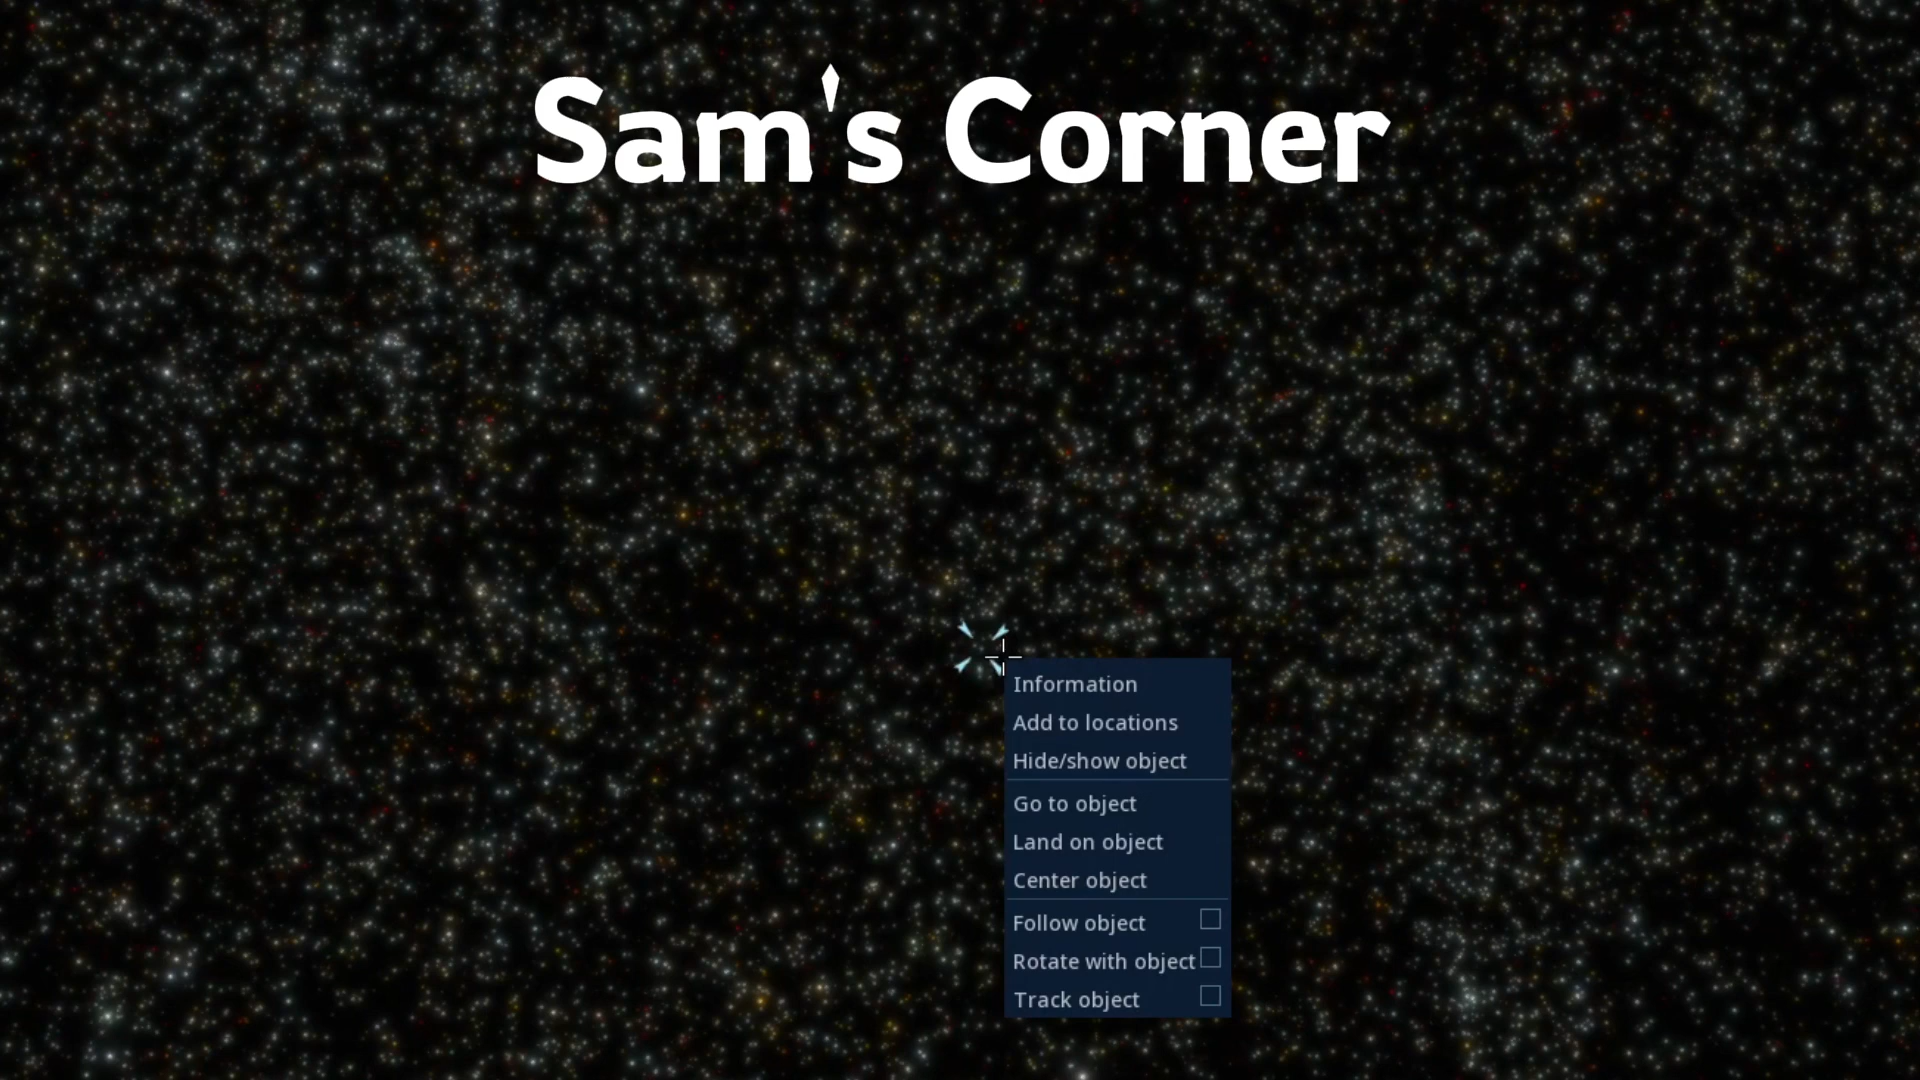 Sam's Corner
Information
Add to locations
Hide/show object
Go to object
Land on object
Center object
Follow object
Rotate with object
Track object